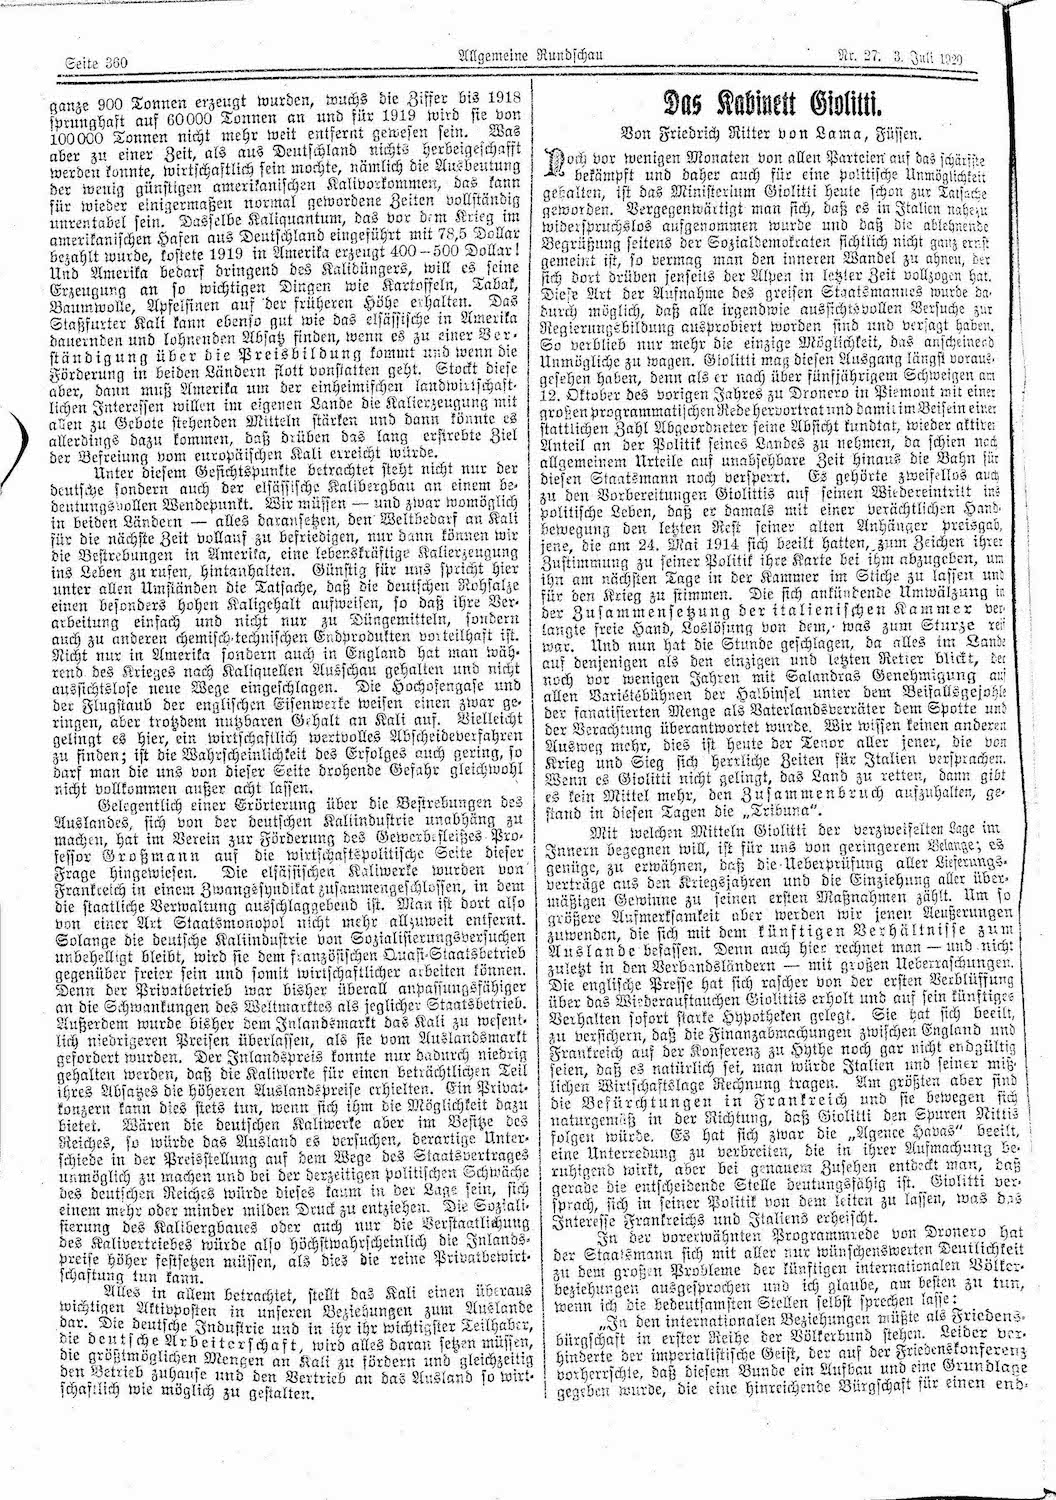 Seite 360
Allgemeine Rundschau
Nr. 27. 3. Juli 1920
ganze 900 Tonnen erzeugt wurden, wuchs die Ziffer bis 1918
sprunghaft auf 60 000 Tonnen an und für 1919 wird sie von
100 000 Tonnen nicht mehr weit entfernt gewesen sein. Was
aber zu einer Zeit, als aus Deutschland nichts herbeigeschafft
werden konnte, wirtschaftlich sein mochte, nämlich die Ausbeutung
der wenig günstigen amerikanischen Kalivorkommen, das kann
für wieder einigermaßen normal gewordene Zeiten vollständig
unrentabel sein. Dasselbe Kaliquantum, das vor dem Krieg im
amerikanischen Hafen aus Deutschland eingeführt mit 78,5 Dollar
bezahlt wurde, kostete 1919 in Amerika erzeugt 400–500 Dollar!
Und Amerika bedarf dringend des Kalidüngers, will es seine
Erzeugung an so wichtigen Dingen wie Kartoffeln, Tabak,
Baumwolle, Apfelsinen auf der früheren Höhe erhalten. Das
Staßfurter Kali kann ebenso gut wie das elsässische in Amerika
dauernden und lohnenden Absatz finden, wenn es zu einer Ver-
ständigung über die Preisbildung kommt und wenn die
Förderung in beiden Ländern flott vonstatten geht. Stockt diese
aber, dann muß Amerika um der einheimischen landwirtschaft-
lichen Interessen willen im eigenen Lande die Kalierzeugung mit
allen zu Gebote stehenden Mitteln stärken und dann könnte es
allerdings dazu kommen, daß drüben das lang erstrebte Ziel
der Befreiung vom europäischen Kali erreicht würde.
Unter diesem Gesichtspunkte betrachtet steht nicht nur der
deutsche sondern auch der elsässische Kalibergbau an einem be-
deutungsvollen Wendepunkt. Wir müssen — und zwar womöglich
in beiden Ländern — alles daransetzen, den Weltbedarf an Kali
für die nächste Zeit vollauf zu befriedigen, nur dann können wir
die Bestrebungen in Amerika, eine lebenskräftige Kalierzeugung
ins Leben zu rufen, hintanhalten. Günstig für uns spricht hier
unter allen Umständen die Tatsache, daß die deutschen Rohsalze
einen besonders hohen Kaligehalt aufweisen, so daß ihre Ver-
arbeitung einfach und nicht nur zu Düngemitteln, sondern
auch zu anderen chemisch-technischen Endprodukten vorteilhaft ist.
Nicht nur in Amerika sondern auch in England hat man wäh-
rend des Krieges nach Kaliquellen Ausschau gehalten und nicht
aussichtslose neue Wege eingeschlagen. Die Hochofengase und
der Flugstaub der englischen Eisenwerke weisen einen zwar ge-
ringen, aber trotzdem nutzbaren Gehalt an Kali auf. Vielleicht
gelingt es hier, ein wirtschaftlich wertvolles Abscheideverfahren
zu finden; ist die Wahrscheinlichkeit des Erfolges auch gering, so
darf man die uns von dieser Seite drohende Gefahr gleichwohl
nicht vollkommen außer acht lassen.
Gelegentlich einer Erörterung über die Bestrebungen des
Auslandes, sich von der deutschen Kaliindustrie unabhäng zu
machen, hat im Verein zur Förderung des Gewerbefleißes Pro-
fessor Großmann auf die wirtschaftspolitische Seite dieser
Frage hingewiesen. Die elsässischen Kaliwerke wurden von
Frankreich in einem Zwangssyndikat zusammengeschlossen, in dem
die staatliche Verwaltung ausschlaggebend ist. Man ist dort also
von einer Art Staatsmonopol nicht mehr allzuweit entfernt.
Solange die deutsche Kaliindustrie von Sozialisierungsversuchen
unbehelligt bleibt, wird sie dem französischen Quasi-Staatsbetrieb
gegenüber freier sein und somit wirtschaftlicher arbeiten können.
Denn der Privatbetrieb war bisher überall anpassungsfähiger
an die Schwankungen des Weltmarktes als jeglicher Staatsbetrieb.
Außerdem wurde bisher dem Inlandsmarkt das Kali zu wesent-
lich niedrigeren Preisen überlassen, als sie vom Auslandsmarkt
gefordert wurden. Der Inlandspreis konnte nur dadurch niedrig
gehalten werden, daß die Kaliwerke für einen beträchtlichen Teil
ihres Absatzes die höheren Auslandspreise erhielten. Ein Privat-
konzern kann dies stets tun, wenn sich ihm die Möglichkeit dazu
bietet. Wären die deutschen Kaliwerke aber im Besitze des
Reiches, so würde das Ausland es versuchen, derartige Unter-
schiede in der Preisstellung auf dem Wege des Staatsvertrages
unmöglich zu machen und bei der derzeitigen politischen Schwäche
des deutschen Reiches würde dieses kaum in der Lage sein, sich
einem mehr oder minder milden Druck zu entziehen. Die Soziali-
sierung des Kalibergbaues oder auch nur die Verstaatlichung
des Kalivertriebes würde also höchstwahrscheinlich die Inlands-
preise höher festsetzen müssen, als dies die reine Privatbewirt-
schaftung tun kann.
Alles in allem betrachtet, stellt das Kali einen überaus
wichtigen Aktivposten in unseren Beziehungen zum Auslande
dar. Die deutsche Industrie und in ihr ihr wichtigster Teilhaber,
die deutsche Arbeiterschaft, wird alles daran setzen müssen,
die größtmöglichen Mengen an Kali zu fördern und gleichzeitig
den Betrieb zuhause und den Vertrieb an das Ausland so wirt-
schaftlich wie möglich zu gestalten.
Das Kabinett Giolitti.
Von Friedrich Ritter von Lama, Füssen.
Noch vor wenigen Monaten von allen Parteien auf das schärfste
bekämpft und daher auch für eine politische Unmöglichkeit
gehalten, ist das Ministerium Giolitti heute schon zur Tatsache
geworden. Vergegenwärtigt man sich, daß es in Italien nahezu
widerspruchslos aufgenommen wurde und daß die ablehnende
Begrüßung seitens der Sozialdemokraten sichtlich nicht ganz ernst
gemeint ist, so vermag man den inneren Wandel zu ahnen, der
sich dort drüben jenseits der Alpen in letzter Zeit vollzogen hat.
Diese Art der Aufnahme des greisen Staatsmannes wurde da-
durch möglich, daß alle irgendwie aussichtsvollen Versuche zur
Regierungsbildung ausprobiert worden sind und versagt haben.
So verblieb nur mehr die einzige Möglichkeit, das anscheinend
Unmögliche zu wagen. Giolitti mag diesen Ausgang längst voraus-
gesehen haben, denn als er nach über fünfjährigem Schweigen am
12. Oktober des vorigen Jahres zu Dronero in Piemont mit einer
großen programmatischen Rede hervortrat und damit im Beisein einer
stattlichen Zahl Abgeordneter seine Absicht kundtat, wieder aktiven
Anteil an der Politik seines Landes zu nehmen, da schien noch
allgemeinem Urteile auf unabsehbare Zeit hinaus die Bahn für
diesen Staatsmann noch versperrt. Es gehörte zweifellos auch
zu den Vorbereitungen Giolittis auf seinen Wiedereintritt ins
politische Leben, daß er damals mit einer verächtlichen Hand-
bewegung den letzten Rest seiner alten Anhänger preisgab,
jene, die am 24. Mai 1914 sich beeilt hatten, zum Zeichen ihrer
Zustimmung zu seiner Politik ihre Karte bei ihm abzugeben, um
ihn am nächsten Tage in der Kammer im Stiche zu lassen und
für den Krieg zu stimmen. Die sich ankündende Umwälzung in
der Zusammensetzung der italienischen Kammer ver-
langte freie Hand, Loslösung von dem, was zum Sturze reif
war. Und nun hat die Stunde geschlagen, da alles im Lande
auf denjenigen als den einzigen und letzten Retter blickt, der
noch vor wenigen Jahren mit Salandras Genehmigung auf
allen Varietébühnen der Halbinsel unter dem Beifallsgejohle
der fanatisierten Menge als Vaterlandsverräter dem Spotte und
der Verachtung überantwortet wurde. Wir wissen keinen anderen
Ausweg mehr, dies ist heute der Tenor aller jener, die von
Krieg und Sieg sich herrliche Zeiten für Italien versprachen.
Wenn es Giolitti nicht gelingt, das Land zu retten, dann gibt
es kein Mittel mehr, den Zusammenbruch aufzuhalten, ge-
stand in diesen Tagen die „Tribuna“.
Mit welchen Mitteln Giolitti der verzweifelten Lage im
Innern begegnen will, ist für uns von geringerem Belange; es
genüge, zu erwähnen, daß die Ueberprüfung aller Lieferungs-
verträge aus den Kriegsjahren und die Einziehung aller über-
mäßigen Gewinne zu seinen ersten Maßnahmen zählt. Um so
größere Aufmerksamkeit aber werden wir jenen Aeußerungen
zuwenden, die sich mit dem künftigen Verhältnisse zum
Auslande befassen. Denn auch hier rechnet man — und nicht
zuletzt in den Verbandsländern — mit großen Ueberraschungen.
Die englische Presse hat sich rascher von der ersten Verblüffung
über das Wiederauftauchen Giolittis erholt und auf sein künftiges
Verhalten sofort starke Hypotheken gelegt. Sie hat sich beeilt,
zu versichern, daß die Finanzabmachungen zwischen England und
Frankreich auf der Konferenz zu Hythe noch gar nicht endgültig
seien, daß es natürlich sei, man würde Italien und seiner miß-
lichen Wirtschaftslage Rechnung tragen. Am größten aber sind
die Befürchtungen in Frankreich und sie bewegen sich
naturgemäß in der Richtung, daß Giolitti den Spuren Nittis
folgen würde. Es hat sich zwar die „Agence Havas“ beeilt,
eine Unterredung zu verbreiten, die in ihrer Aufmachung be-
ruhigend wirkt, aber bei genauem Zusehen entdeckt man, daß
gerade die entscheidende Stelle deutungsfähig ist. Giolitti ver-
sprach, sich in seiner Politik von dem leiten zu lassen, was das
Interesse Frankreichs und Italiens erheischt.
In der vorerwähnten Programmrede von Dronero hat
der Staatsmann sich mit aller nur wünschenswerten Deutlichkeit
zu dem großen Probleme der künftigen internationalen Völker-
beziehungen ausgesprochen und ich glaube, am besten zu tun,
wenn ich die bedeutsamsten Stellen selbst sprechen lasse:
„In den internationalen Beziehungen müßte als Friedens-
bürgschaft in erster Reihe der Völkerbund stehen. Leider ver-
hinderte der imperialistische Geist, der auf der Friedenskonferenz
vorherrschte, daß diesem Bunde ein Aufbau und eine Grundlage
gegeben wurde, die eine hinreichende Bürgschaft für einen end-